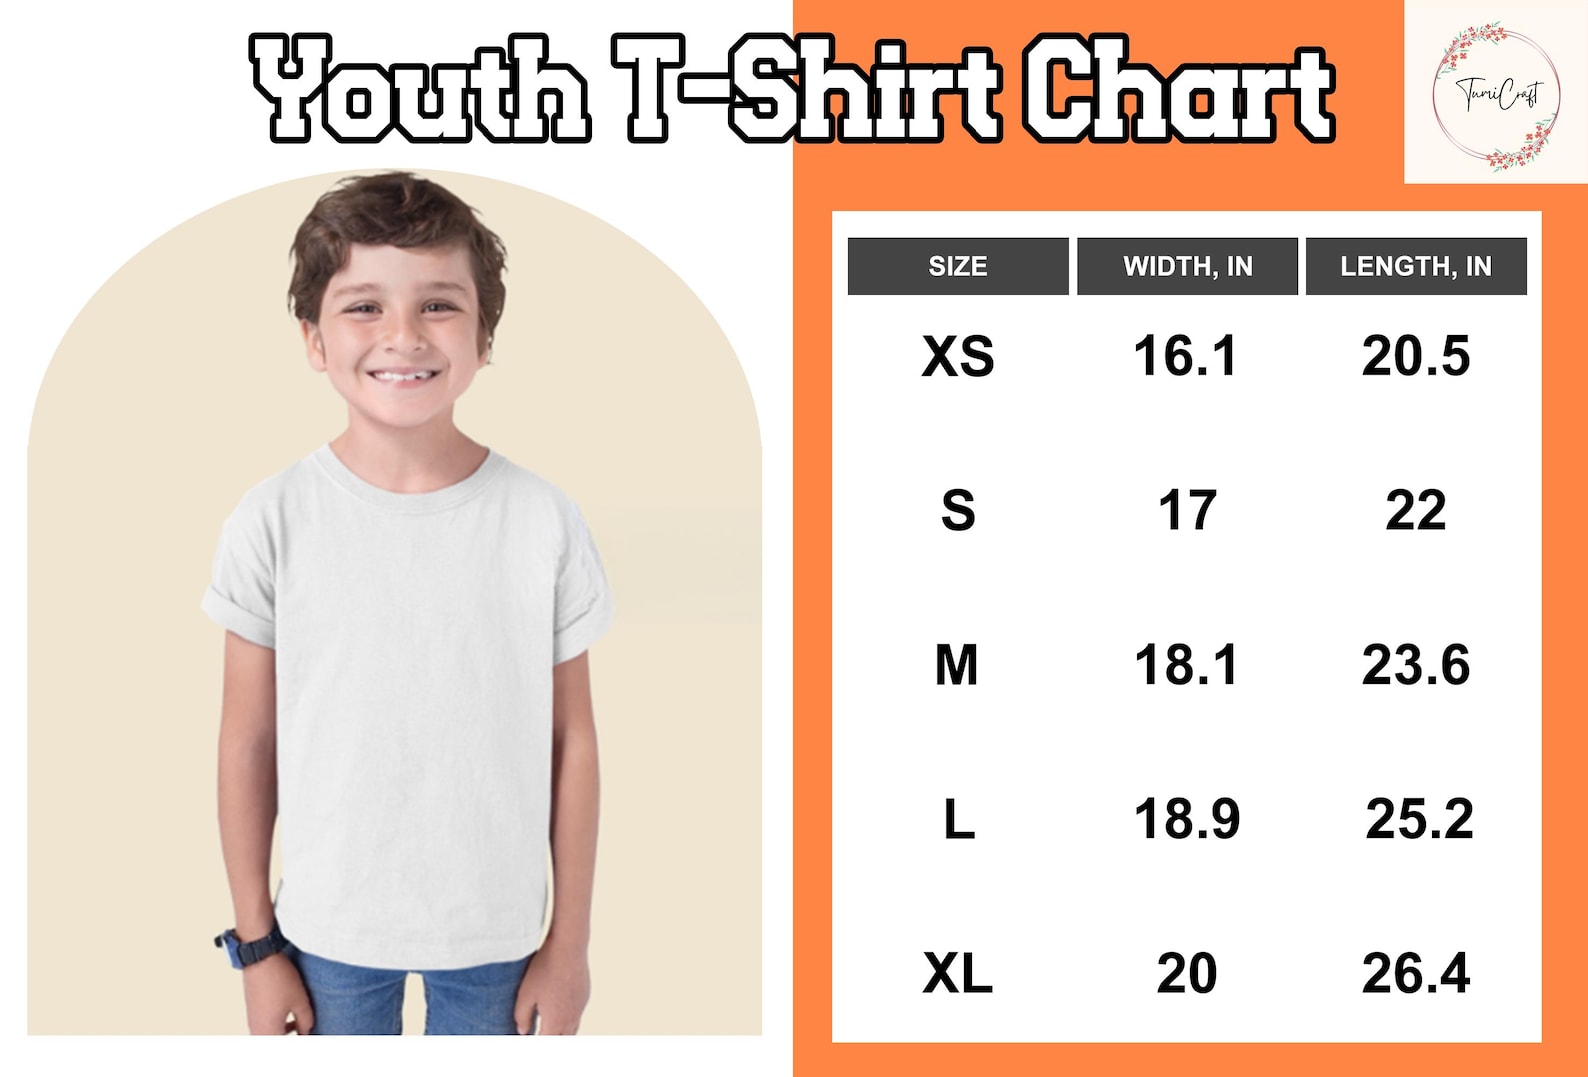 Youth T-Shirt Chart
TumiCraft
SIZE WIDTH, IN LENGTH, IN
XS 16.1 20.5
S 17 22
M 18.1 23.6
L 18.9 25.2
XL 20 26.4